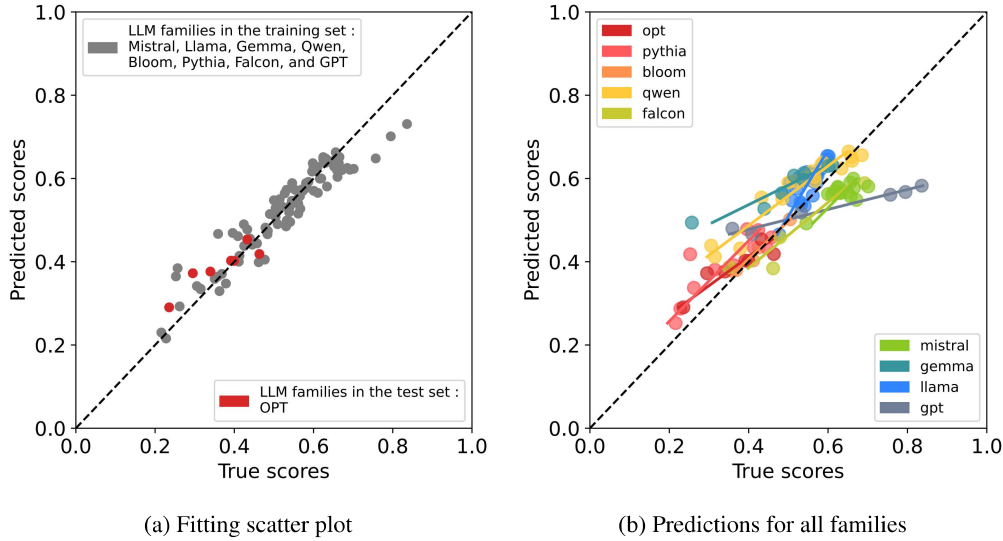 1.0
0.8
0.6
0.4
0.2
0.0
Predicted scores
LLM families in the training set :
Mistral, Llama, Gemma, Qwen,
Bloom, Pythia, Falcon, and GPT
LLM families in the test set :
OPT
0.0 0.2 0.4 0.6 0.8 1.0
True scores
(a) Fitting scatter plot
1.0
0.8
0.6
0.4
0.2
0.0
Predicted scores
opt
pythia
bloom
qwen
falcon
mistral
gemma
llama
gpt
0.0 0.2 0.4 0.6 0.8 1.0
True scores
(b) Predictions for all families